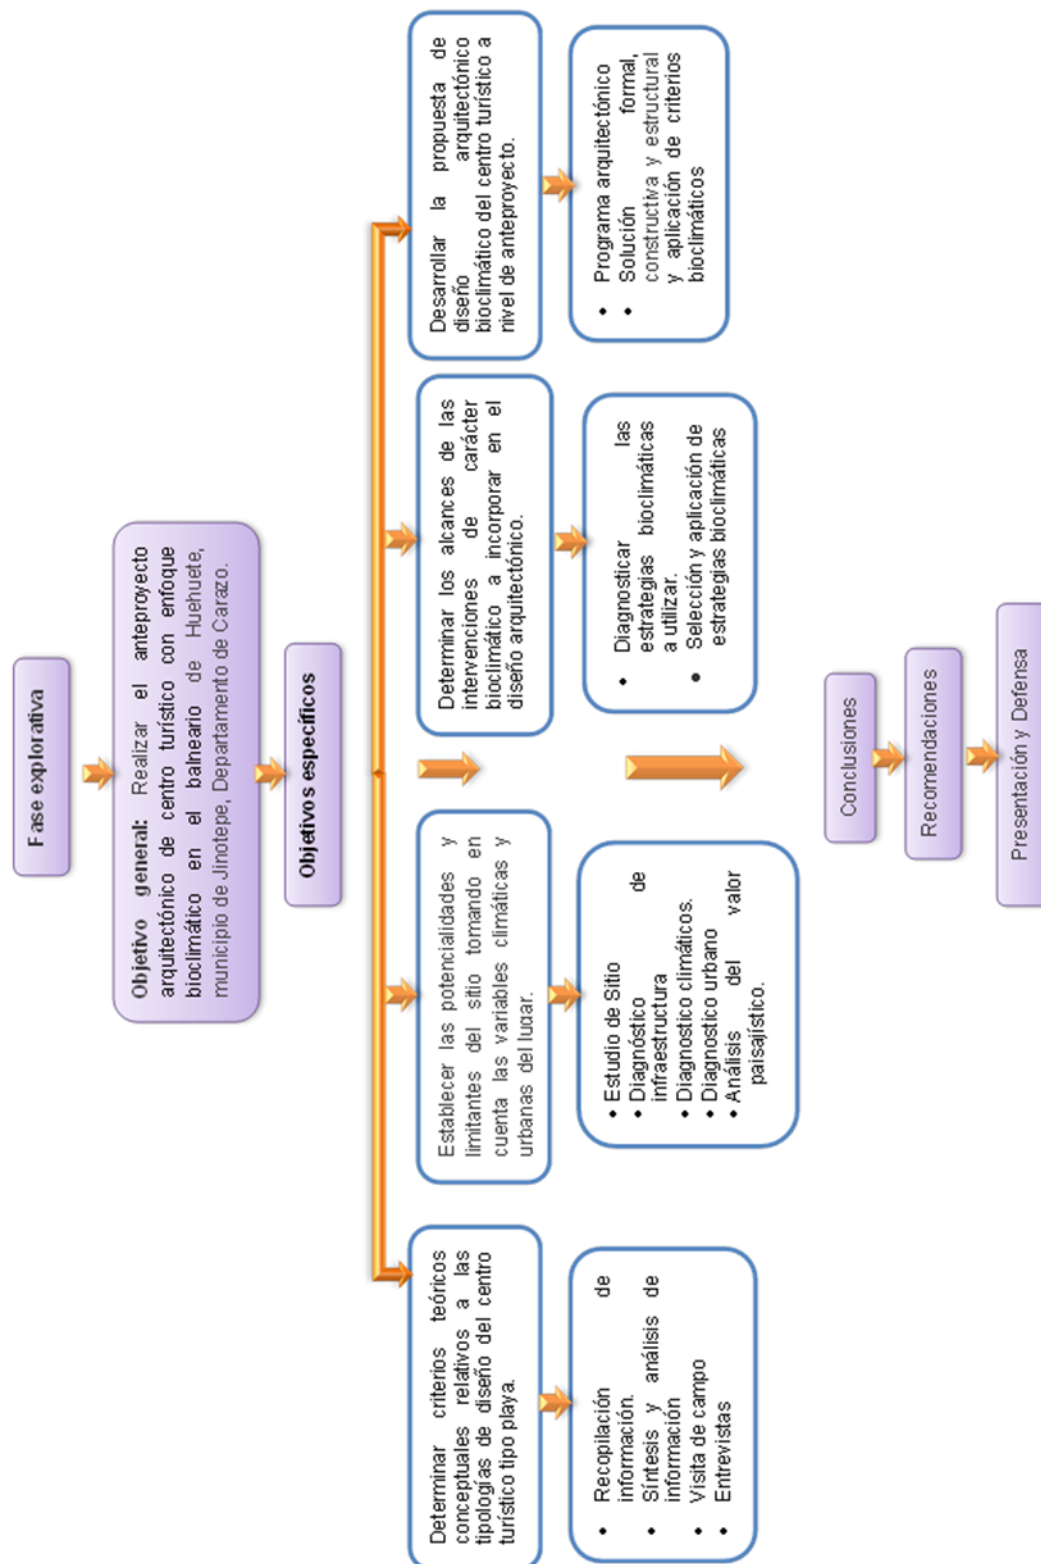 Fase explorativa
Objetivo general: Realizar el anteproyecto
arquitectónico de centro turístico con enfoque
bioclimático en el balneario de Huehuete,
municipio de Jinotepe, Departamento de Carazo.
Objetivos específicos
Determinar criterios teóricos
conceptuales relativos a las
tipologías de diseño del centro
turístico tipo playa.
Establecer las potencialidades y
limitantes del sitio tomando en
cuenta las variables climáticas y
urbanas del lugar.
Determinar los alcances de las
intervenciones de carácter
bioclimático a incorporar en el
diseño arquitectónico.
Desarrollar la propuesta de
diseño arquitectónico
bioclimático del centro turístico a
nivel de anteproyecto.
• Recopilación de
información.
• Síntesis y análisis de
información
• Visita de campo
• Entrevistas
• Estudio de Sitio
• Diagnóstico de
infraestructura
• Diagnostico climáticos.
• Diagnostico urbano
• Análisis del valor
paisajístico.
• Diagnosticar las
estrategias bioclimáticas
a utilizar.
• Selección y aplicación de
estrategias bioclimáticas
• Programa arquitectónico
• Solución formal,
constructiva y estructural
y aplicación de criterios
bioclimáticos
Conclusiones
Recomendaciones
Presentación y Defensa